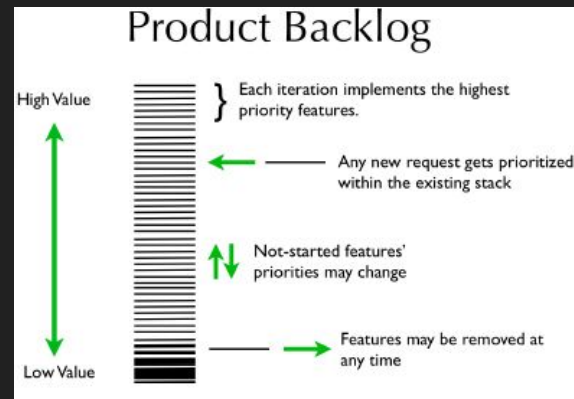 Product Backlog
High Value
Each iteration implements the highest
priority features.
Any new request gets prioritized
within the existing stack
Not-started features'
priorities may change
Features may be removed at
any time
Low Value